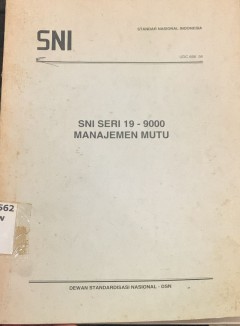 STANDAR NASIONAL INDONESIA
SNI
SNI SERI 19 - 9000
MANAJEMEN MUTU
562
DEWAN STANDARDISASI NASIONAL - DSN